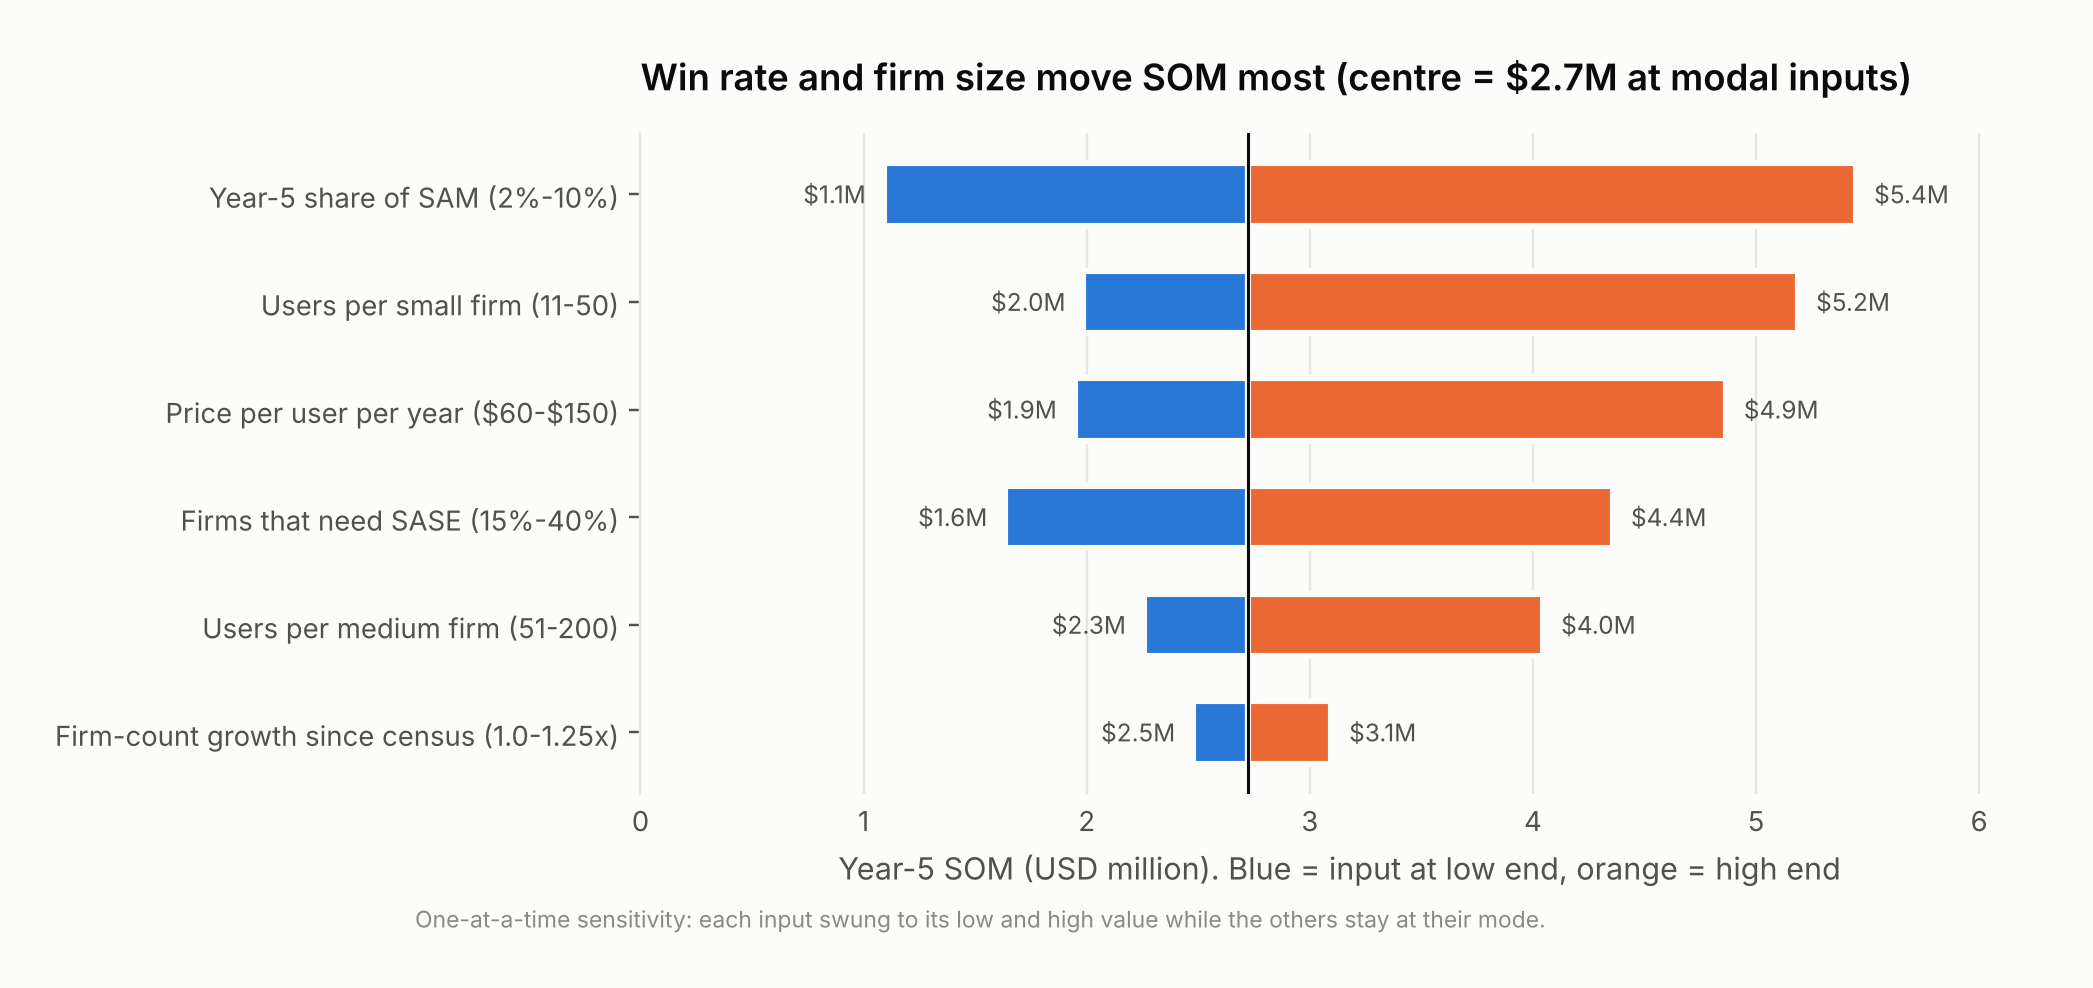 Win rate and firm size move SOM most (centre = $2.7M at modal inputs)
Year-5 share of SAM (2%-10%)
$1.1M
$5.4M
Users per small firm (11-50)
$2.0M
$5.2M
Price per user per year ($60-$150)
$1.9M
$4.9M
Firms that need SASE (15%-40%)
$1.6M
$4.4M
Users per medium firm (51-200)
$2.3M
$4.0M
Firm-count growth since census (1.0-1.25x)
$2.5M
$3.1M
0 1 2 3 4 5 6
Year-5 SOM (USD million). Blue = input at low end, orange = high end
One-at-a-time sensitivity: each input swung to its low and high value while the others stay at their mode.